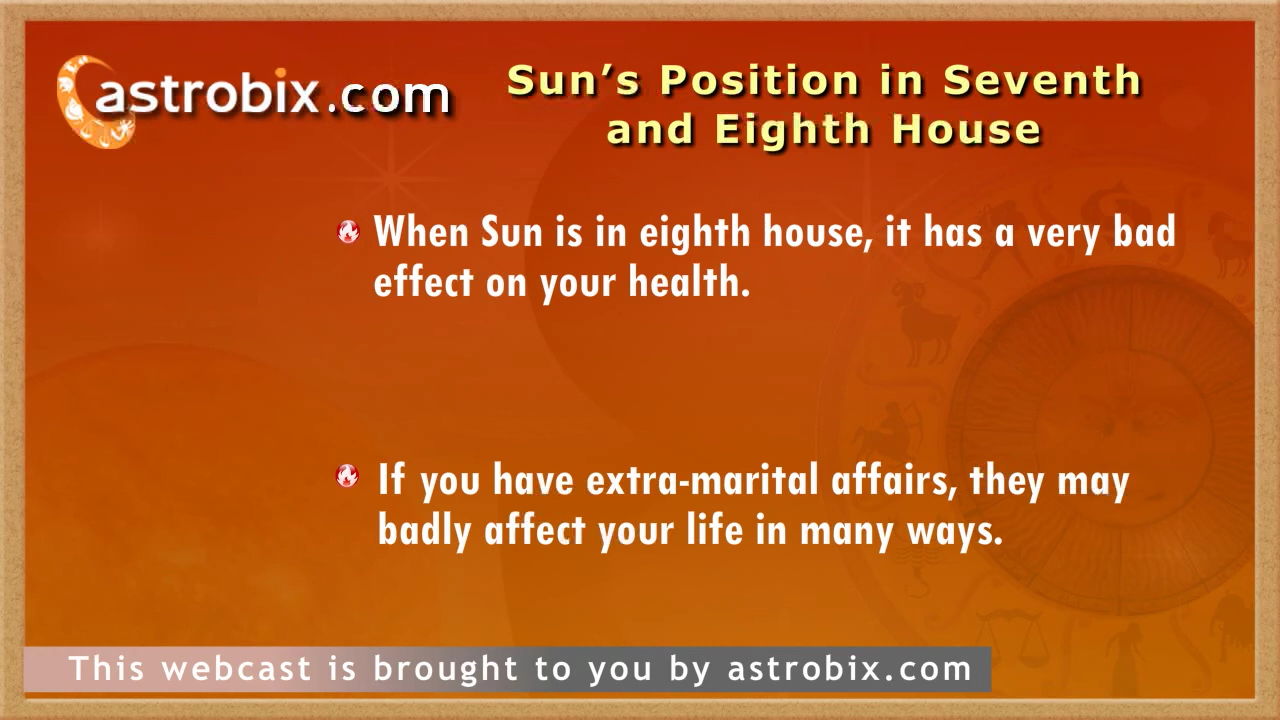 astrobix.com
Sun's Position in Seventh
and Eighth House
When Sun is in eighth house, it has a very bad
effect on your health.
If you have extra-marital affairs, they may
badly affect your life in many ways.
This webcast is brought to you by astrobix.com